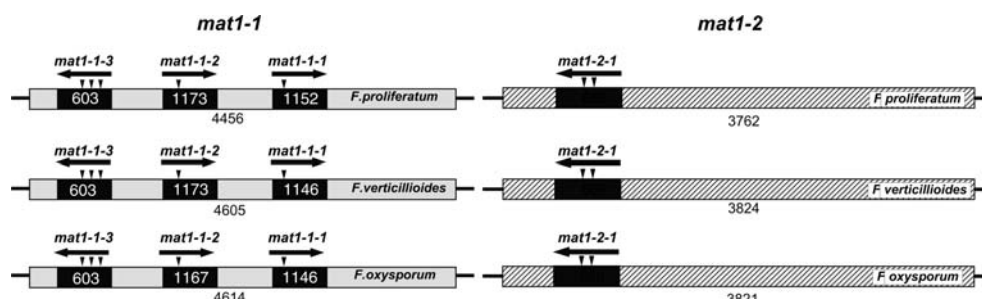 mat1-1 mat1-2
mat1-1-3 mat1-1-2 mat1-1-1 mat1-2-1
603 1173 1152 F.proliferatum F proliferatum
4456 3762
mat1-1-3 mat1-1-2 mat1-1-1 mat1-2-1
603 1173 1146 F.verticillioides F verticillioides
4605 3824
mat1-1-3 mat1-1-2 mat1-1-1 mat1-2-1
603 1167 1146 F.oxysporum F oxysporum
4614 3821